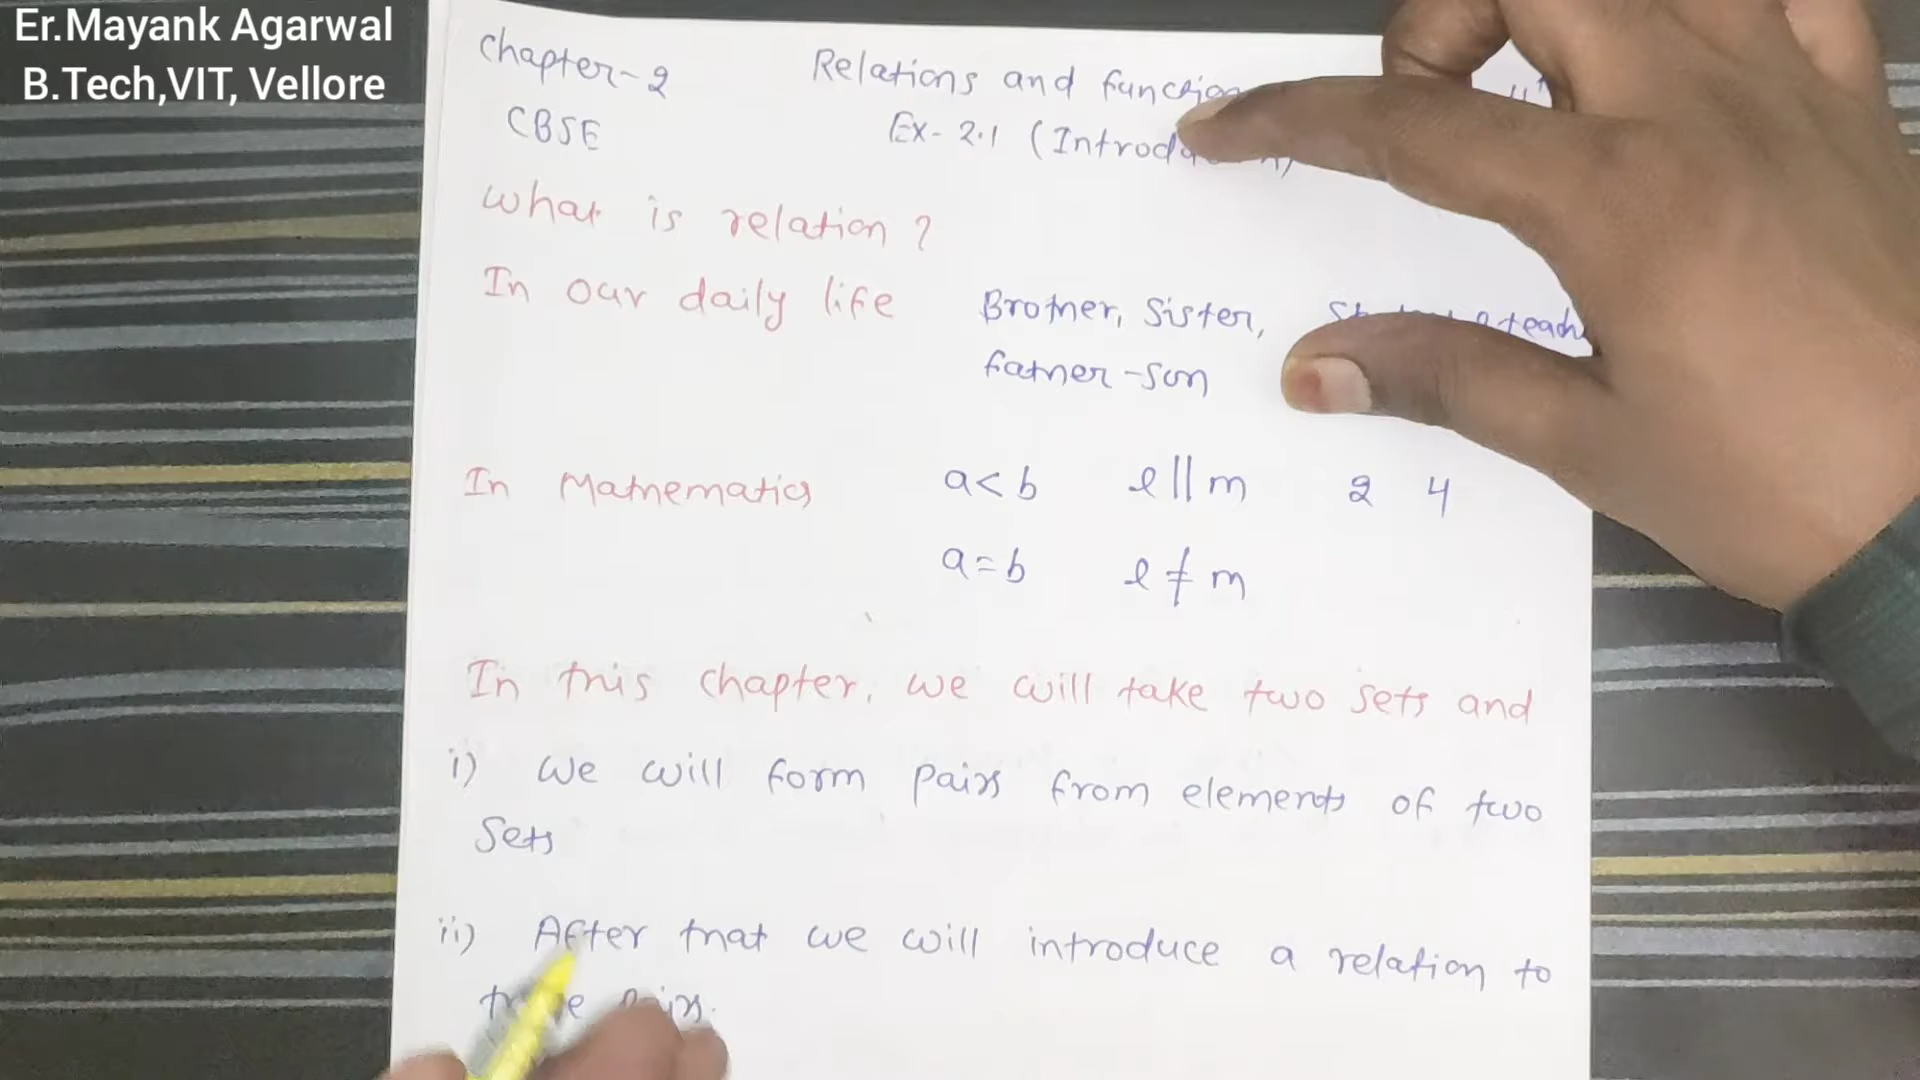 Er.Mayank Agarwal
B.Tech,VIT, Vellore
Chapter-2 Relations and
CBSE Ex- 2.1
What is relation?
In our daily life Brother, Sister,
father-son
In Mathematics a<b l||m 2 4
a=b l≠m
In this chapter, we will take two sets and
i) We will form pairs from elements of two
Sets
ii) After that we will introduce a relation to